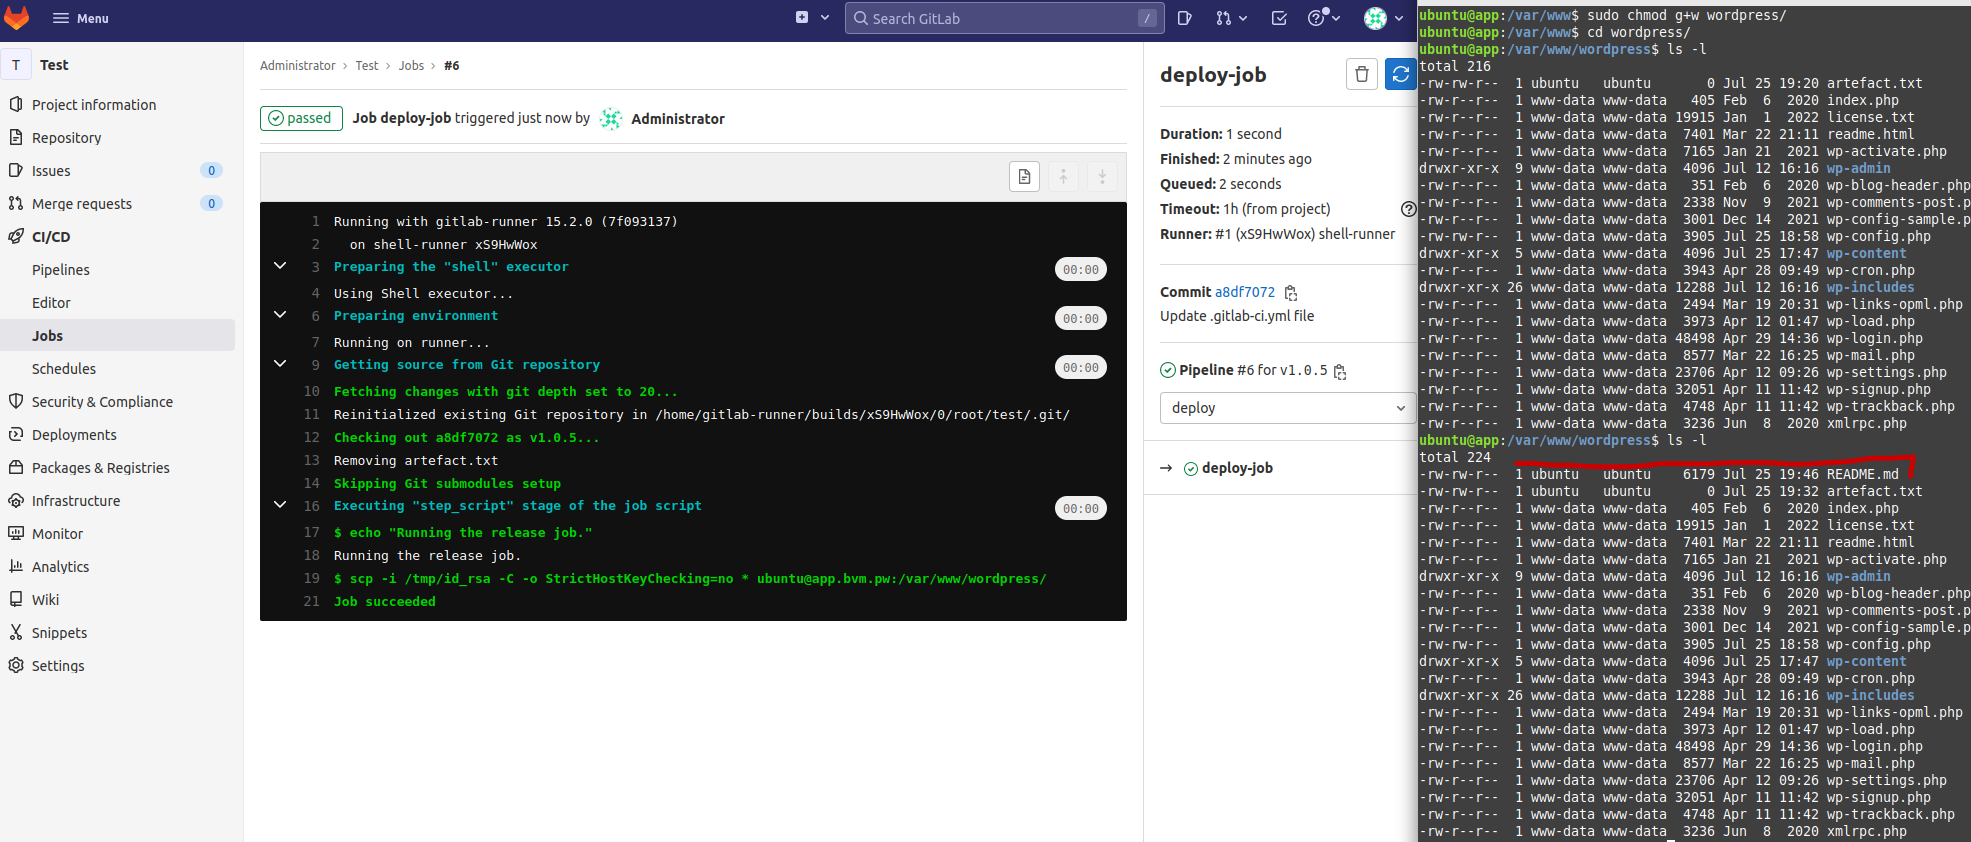 Menu
Search GitLab
/
T Test
Project information
Repository
Issues 0
Merge requests 0
CI/CD
Pipelines
Editor
Jobs
Schedules
Security & Compliance
Deployments
Packages & Registries
Infrastructure
Monitor
Analytics
Wiki
Snippets
Settings
Administrator › Test › Jobs › #6
passed Job deploy-job triggered just now by Administrator
1 Running with gitlab-runner 15.2.0 (7f093137)
2 on shell-runner xS9HwWox
3 Preparing the "shell" executor 00:00
4 Using Shell executor...
6 Preparing environment 00:00
7 Running on runner...
9 Getting source from Git repository 00:00
10 Fetching changes with git depth set to 20...
11 Reinitialized existing Git repository in /home/gitlab-runner/builds/xS9HwWox/0/root/test/.git/
12 Checking out a8df7072 as v1.0.5...
13 Removing artefact.txt
14 Skipping Git submodules setup
16 Executing "step_script" stage of the job script 00:00
17 $ echo "Running the release job."
18 Running the release job.
19 $ scp -i /tmp/id_rsa -C -o StrictHostKeyChecking=no * ubuntu@app.bvm.pw:/var/www/wordpress/
21 Job succeeded
deploy-job
Duration: 1 second
Finished: 2 minutes ago
Queued: 2 seconds
Timeout: 1h (from project)
Runner: #1 (xS9HwWox) shell-runner
Commit a8df7072
Update .gitlab-ci.yml file
Pipeline #6 for v1.0.5
deploy
→ deploy-job
ubuntu@app:/var/www$ sudo chmod g+w wordpress/
ubuntu@app:/var/www$ cd wordpress/
ubuntu@app:/var/www/wordpress$ ls -l
total 216
-rw-rw-r-- 1 ubuntu ubuntu 0 Jul 25 19:20 artefact.txt
-rw-r--r-- 1 www-data www-data 405 Feb 6 2020 index.php
-rw-r--r-- 1 www-data www-data 19915 Jan 1 2022 license.txt
-rw-r--r-- 1 www-data www-data 7401 Mar 22 21:11 readme.html
-rw-r--r-- 1 www-data www-data 7165 Jan 21 2021 wp-activate.php
drwxr-xr-x 9 www-data www-data 4096 Jul 12 16:16 wp-admin
-rw-r--r-- 1 www-data www-data 351 Feb 6 2020 wp-blog-header.php
-rw-r--r-- 1 www-data www-data 2338 Nov 9 2021 wp-comments-post.p
-rw-r--r-- 1 www-data www-data 3001 Dec 14 2021 wp-config-sample.p
-rw-rw-r-- 1 www-data www-data 3905 Jul 25 18:58 wp-config.php
drwxr-xr-x 5 www-data www-data 4096 Jul 25 17:47 wp-content
-rw-r--r-- 1 www-data www-data 3943 Apr 28 09:49 wp-cron.php
drwxr-xr-x 26 www-data www-data 12288 Jul 12 16:16 wp-includes
-rw-r--r-- 1 www-data www-data 2494 Mar 19 20:31 wp-links-opml.php
-rw-r--r-- 1 www-data www-data 3973 Apr 12 01:47 wp-load.php
-rw-r--r-- 1 www-data www-data 48498 Apr 29 14:36 wp-login.php
-rw-r--r-- 1 www-data www-data 8577 Mar 22 16:25 wp-mail.php
-rw-r--r-- 1 www-data www-data 23706 Apr 12 09:26 wp-settings.php
-rw-r--r-- 1 www-data www-data 32051 Apr 11 11:42 wp-signup.php
-rw-r--r-- 1 www-data www-data 4748 Apr 11 11:42 wp-trackback.php
-rw-r--r-- 1 www-data www-data 3236 Jun 8 2020 xmlrpc.php
ubuntu@app:/var/www/wordpress$ ls -l
total 224
-rw-rw-r-- 1 ubuntu ubuntu 6179 Jul 25 19:46 README.md
-rw-rw-r-- 1 ubuntu ubuntu 0 Jul 25 19:32 artefact.txt
-rw-r--r-- 1 www-data www-data 405 Feb 6 2020 index.php
-rw-r--r-- 1 www-data www-data 19915 Jan 1 2022 license.txt
-rw-r--r-- 1 www-data www-data 7401 Mar 22 21:11 readme.html
-rw-r--r-- 1 www-data www-data 7165 Jan 21 2021 wp-activate.php
drwxr-xr-x 9 www-data www-data 4096 Jul 12 16:16 wp-admin
-rw-r--r-- 1 www-data www-data 351 Feb 6 2020 wp-blog-header.php
-rw-r--r-- 1 www-data www-data 2338 Nov 9 2021 wp-comments-post.p
-rw-r--r-- 1 www-data www-data 3001 Dec 14 2021 wp-config-sample.p
-rw-rw-r-- 1 www-data www-data 3905 Jul 25 18:58 wp-config.php
drwxr-xr-x 5 www-data www-data 4096 Jul 25 17:47 wp-content
-rw-r--r-- 1 www-data www-data 3943 Apr 28 09:49 wp-cron.php
drwxr-xr-x 26 www-data www-data 12288 Jul 12 16:16 wp-includes
-rw-r--r-- 1 www-data www-data 2494 Mar 19 20:31 wp-links-opml.php
-rw-r--r-- 1 www-data www-data 3973 Apr 12 01:47 wp-load.php
-rw-r--r-- 1 www-data www-data 48498 Apr 29 14:36 wp-login.php
-rw-r--r-- 1 www-data www-data 8577 Mar 22 16:25 wp-mail.php
-rw-r--r-- 1 www-data www-data 23706 Apr 12 09:26 wp-settings.php
-rw-r--r-- 1 www-data www-data 32051 Apr 11 11:42 wp-signup.php
-rw-r--r-- 1 www-data www-data 4748 Apr 11 11:42 wp-trackback.php
-rw-r--r-- 1 www-data www-data 3236 Jun 8 2020 xmlrpc.php